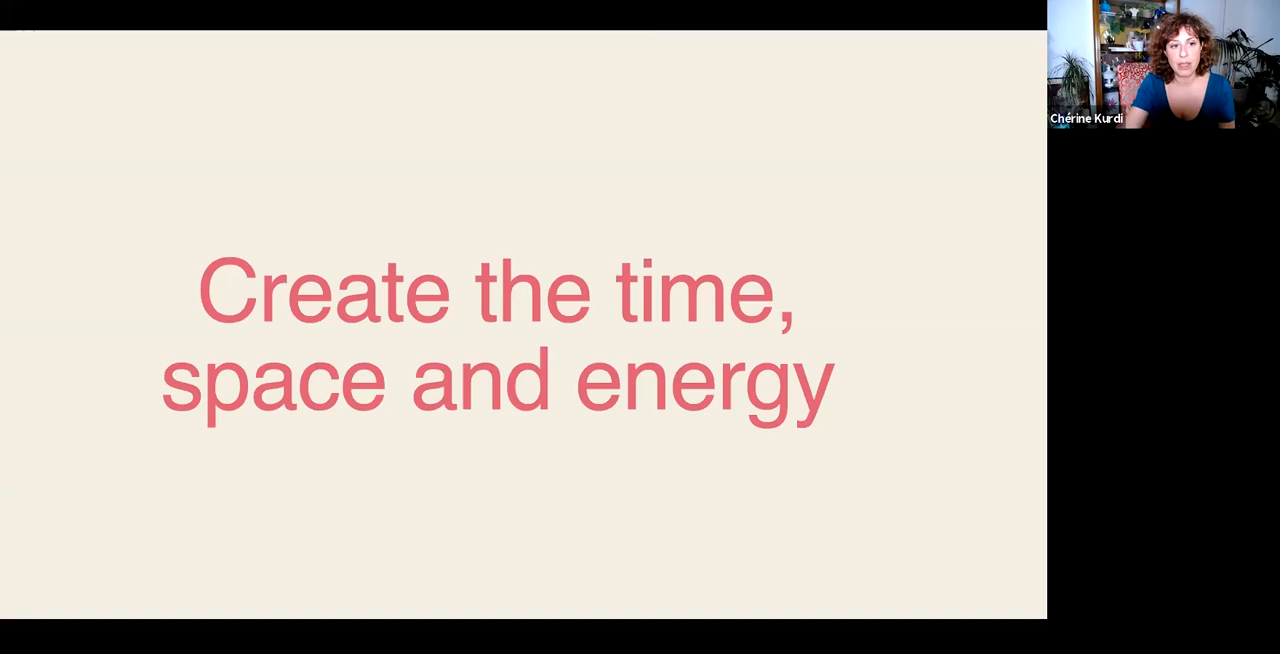 Create the time,
space and energy
Chérine Kurdi